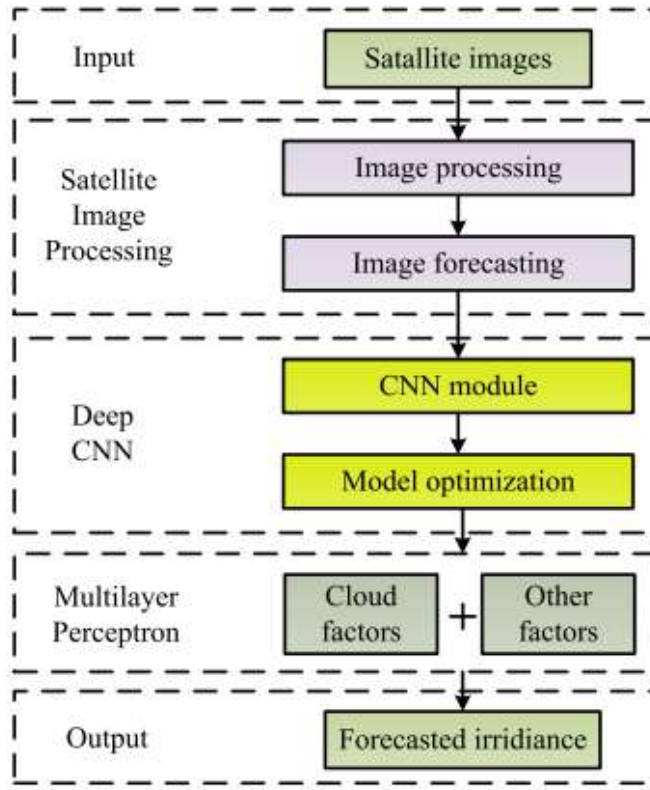 Input
Satallite images
Satellite
Image
Processing
Image processing
Image forecasting
Deep
CNN
CNN module
Model optimization
Multilayer
Perceptron
Cloud
factors
+
Other
factors
Output
Forecasted irridiance